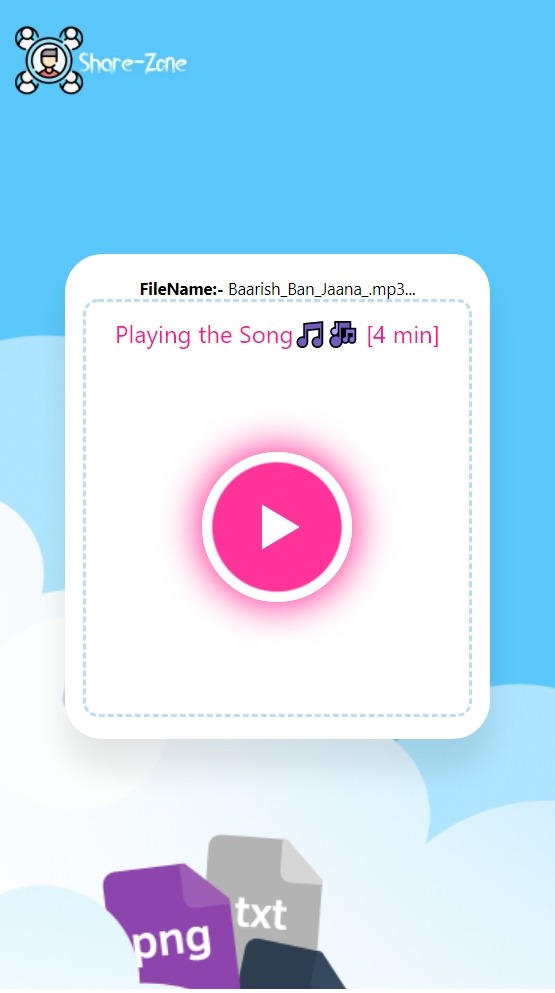 Share-Zone
FileName:- Baarish_Ban_Jaana_.mp3...
Playing the Song🎵🎶 [4 min]
txt
png